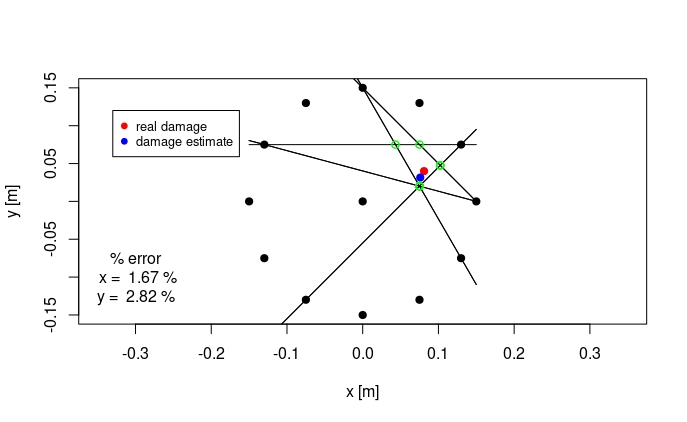 real damage
damage estimate
% error
x = 1.67 %
y = 2.82 %
0.15
0.05
-0.05
-0.15
y [m]
-0.3 -0.2 -0.1 0.0 0.1 0.2 0.3
x [m]